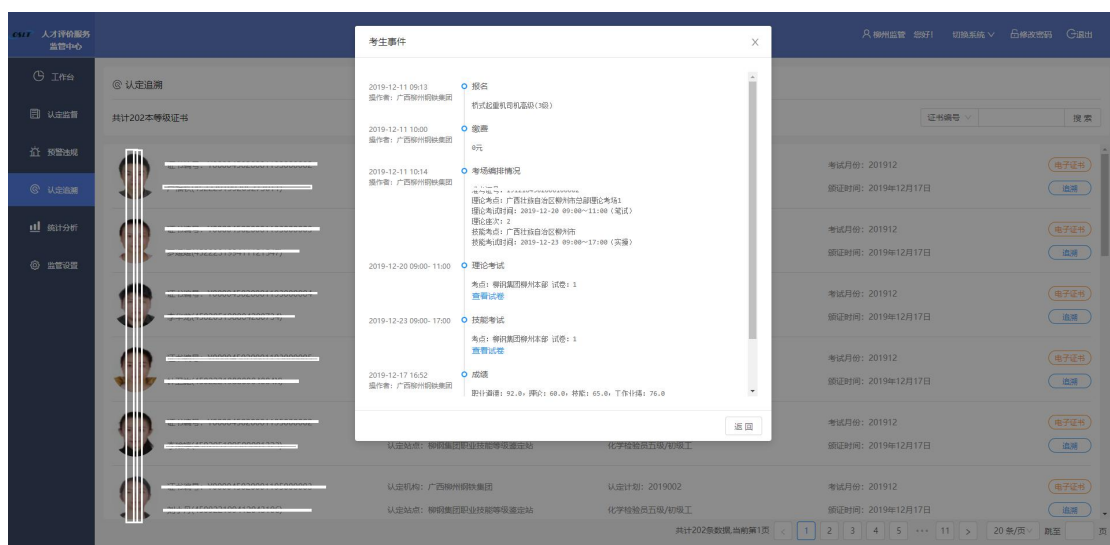 人才评价服务
监管中心
柳州监管 您好!
切换系统
修改密码
退出
工作台
认定监督
预警违规
认定追溯
统计分析
监管设置
认定追溯
共计202本等级证书
证书编号
搜索
考生事件
2019-12-11 09:13
操作者: 广西柳州钢铁集团
报名
桥式起重机司机高级(3级)
2019-12-11 10:00
操作者: 广西柳州钢铁集团
缴费
0元
2019-12-11 10:14
操作者: 广西柳州钢铁集团
考场编排情况
理论考点: 广西壮族自治区柳州市总部理论考场1
理论考试时间: 2019-12-20 09:00~11:00 (笔试)
理论座次: 2
技能考点: 广西壮族自治区柳州市
技能考试时间: 2019-12-23 09:00~17:00 (实操)
2019-12-20 09:00- 11:00
理论考试
考点: 柳钢集团柳州本部 试卷: 1
查看试卷
2019-12-23 09:00- 17:00
技能考试
考点: 柳钢集团柳州本部 试卷: 1
查看试卷
2019-12-17 16:52
操作者: 广西柳州钢铁集团
成绩
职业道德: 92.0, 理论: 60.0, 技能: 65.0, 工作业绩: 76.0
返回
考试月份: 201912
电子证书
颁证时间: 2019年12月17日
追溯
考试月份: 201912
电子证书
颁证时间: 2019年12月17日
追溯
考试月份: 201912
电子证书
颁证时间: 2019年12月17日
追溯
考试月份: 201912
电子证书
颁证时间: 2019年12月17日
追溯
考试月份: 201912
电子证书
认定站点: 柳钢集团职业技能等级鉴定站
化学检验员五级/初级工
颁证时间: 2019年12月17日
追溯
认定机构: 广西柳州钢铁集团
认定计划: 2019002
考试月份: 201912
电子证书
认定站点: 柳钢集团职业技能等级鉴定站
化学检验员五级/初级工
颁证时间: 2019年12月17日
追溯
共计202条数据,当前第1页
< 1 2 3 4 5 ••• 11 >
20 条/页
跳至
页